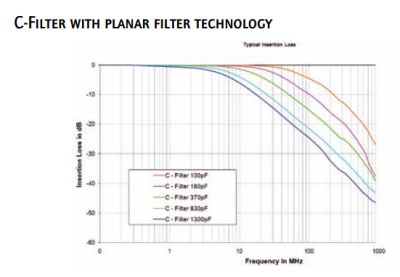 C-FILTER WITH PLANAR FILTER TECHNOLOGY
Typical Insertion Loss
0
-10
-20
-30
-40
-50
-60
Insertion Loss in dB
C - Filter 100pF
C - Filter 180pF
C - Filter 370pF
C - Filter 830pF
C - Filter 1300pF
0
1
10
100
1000
Frequency in MHz